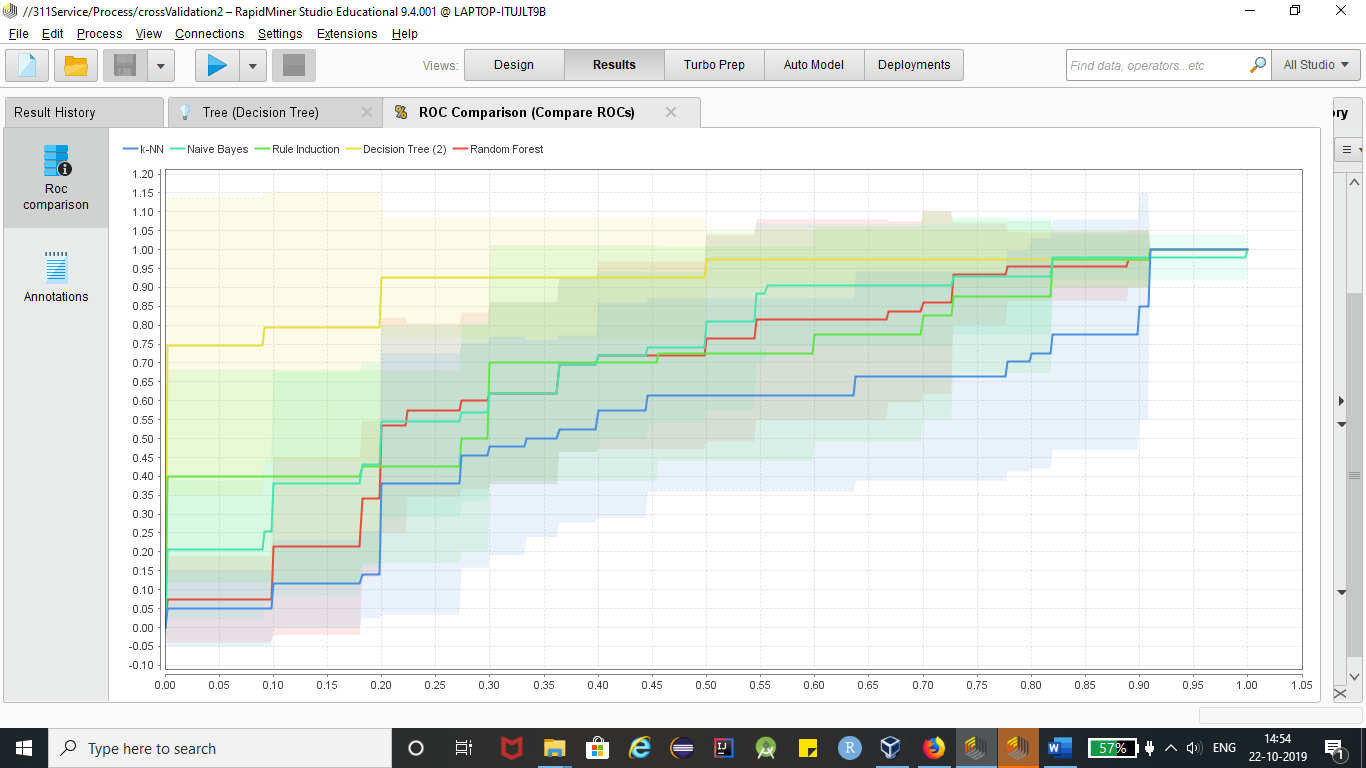 //311Service/Process/crossValidation2 – RapidMiner Studio Educational 9.4.001 @ LAPTOP-ITUJLT9B
File Edit Process View Connections Settings Extensions Help
Views: Design Results Turbo Prep Auto Model Deployments Find data, operators...etc All Studio
Result History Tree (Decision Tree) ROC Comparison (Compare ROCs) ry
Roc
comparison
Annotations
k-NN Naive Bayes Rule Induction Decision Tree (2) Random Forest
1.20
1.15
1.10
1.05
1.00
0.95
0.90
0.85
0.80
0.75
0.70
0.65
0.60
0.55
0.50
0.45
0.40
0.35
0.30
0.25
0.20
0.15
0.10
0.05
0.00
-0.05
-0.10
0.00 0.05 0.10 0.15 0.20 0.25 0.30 0.35 0.40 0.45 0.50 0.55 0.60 0.65 0.70 0.75 0.80 0.85 0.90 0.95 1.00 1.05
Type here to search
57%
ENG
14:54
22-10-2019
1